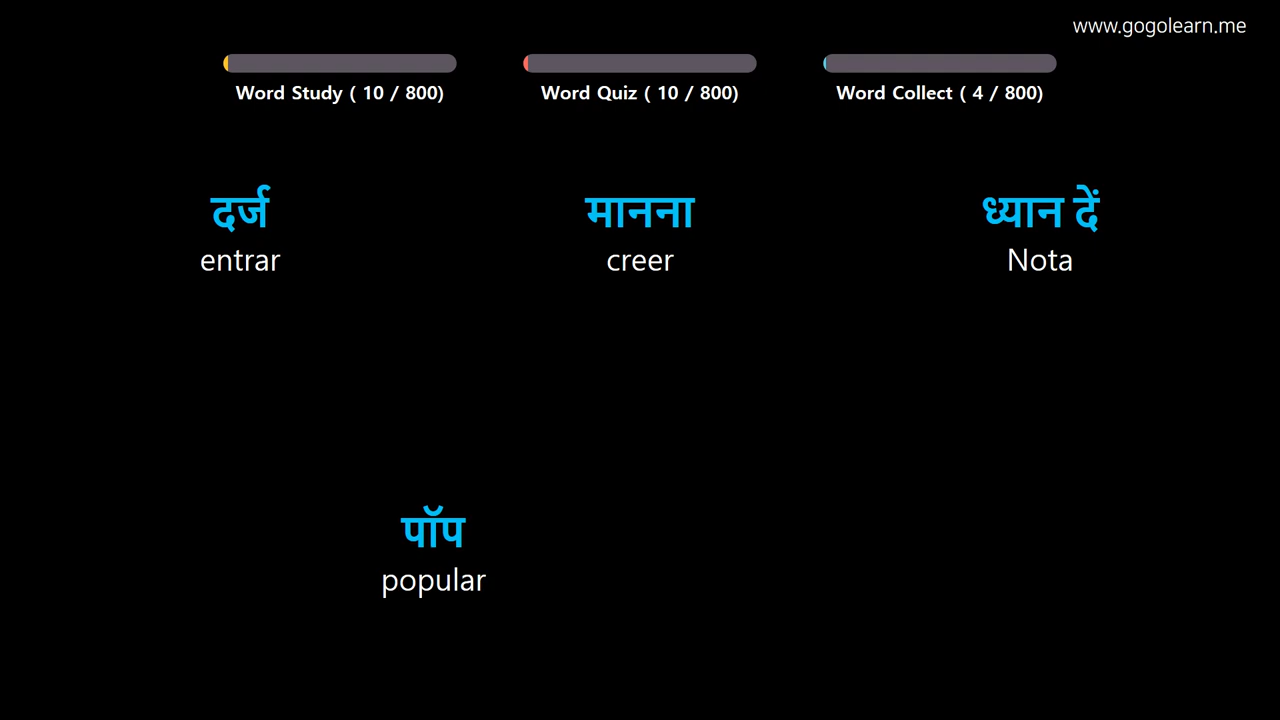 www.gogolearn.me
Word Study ( 10 / 800)
Word Quiz ( 10 / 800)
Word Collect ( 4 / 800)
दर्ज
entrar
मानना
creer
ध्यान दें
Nota
पॉप
popular